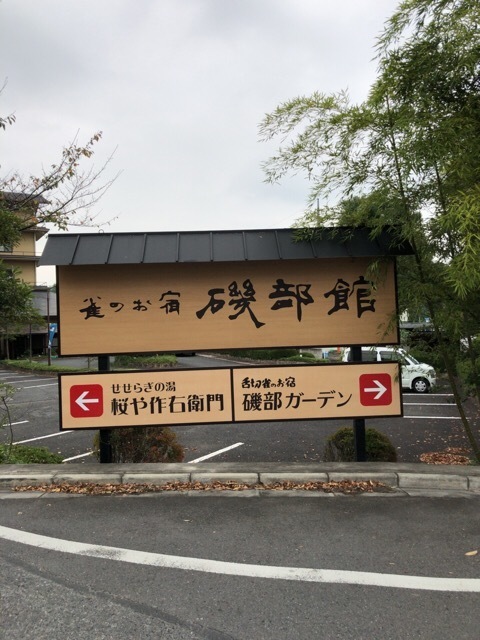 雀のお宿 磯部館
せせらぎの湯
桜や作右衛門
舌切雀のお宿
磯部ガーデン